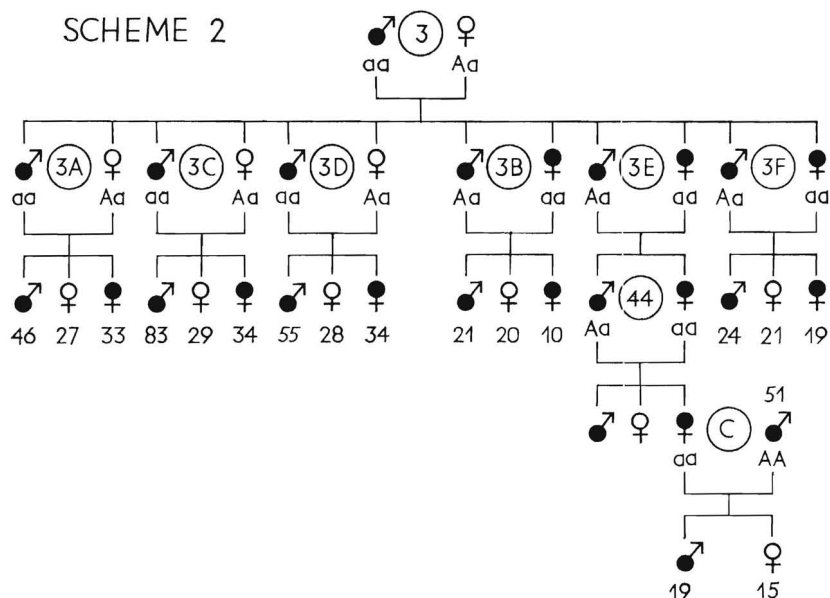 SCHEME 2
♂ 3 ♀
aa Aa
♂ 3A ♀ ♂ 3C ♀ ♂ 3D ♀ ♂ 3B ♀ ♂ 3E ♀ ♂ 3F ♀
aa Aa aa Aa aa Aa Aa aa Aa aa Aa aa
♂ ♀ ♀ ♂ ♀ ♀ ♂ ♀ ♀ ♂ ♀ ♀ ♂ 44 ♀ ♂ ♀ ♀
46 27 33 83 29 34 55 28 34 21 20 10 Aa aa 24 21 19
51
♂ ♀ ♀ C ♂
aa AA
♂ ♀
19 15